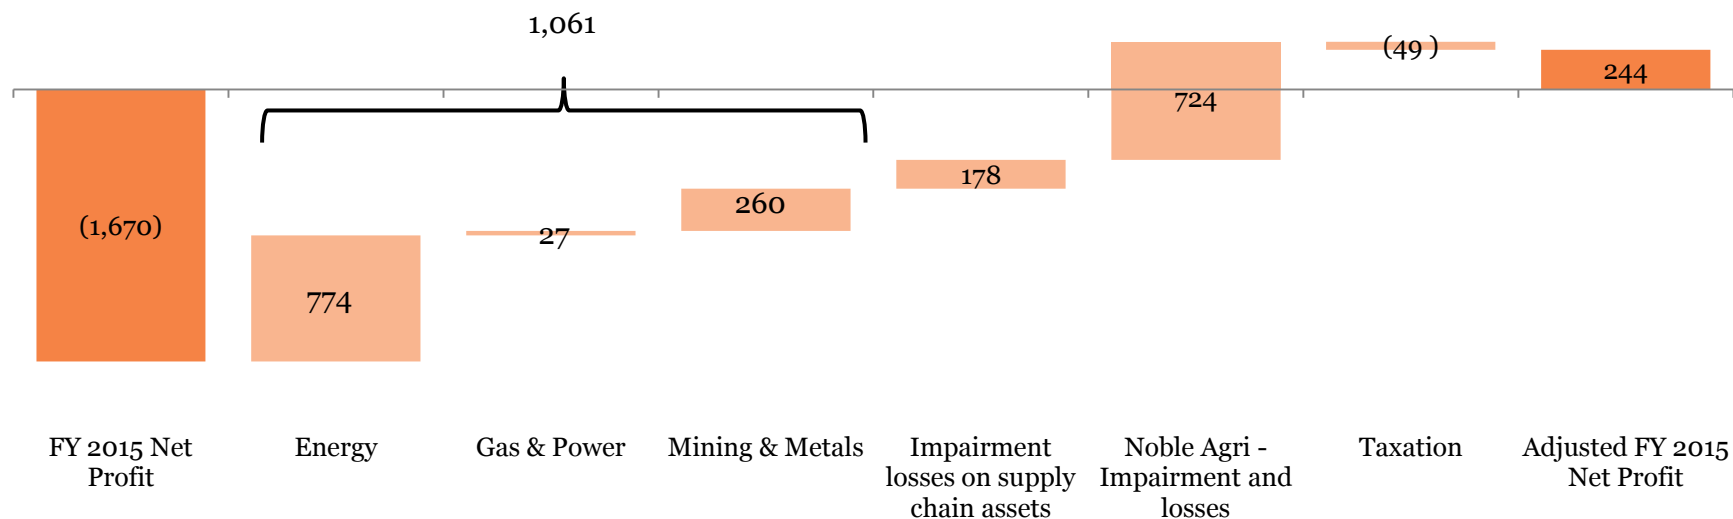 1,061
(1,670)
774
27
260
178
724
(49 )
244
FY 2015 Net
Profit
Energy
Gas & Power
Mining & Metals
Impairment
losses on supply
chain assets
Noble Agri -
Impairment and
losses
Taxation
Adjusted FY 2015
Net Profit